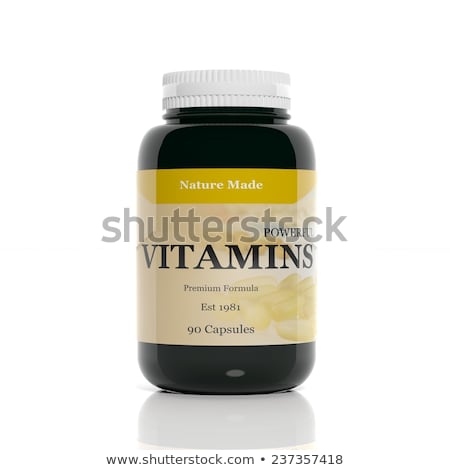 Nature Made
POWERFUL
VITAMINS
Premium Formula
Est 1981
90 Capsules
shutterstock
www.shutterstock.com · 237357418